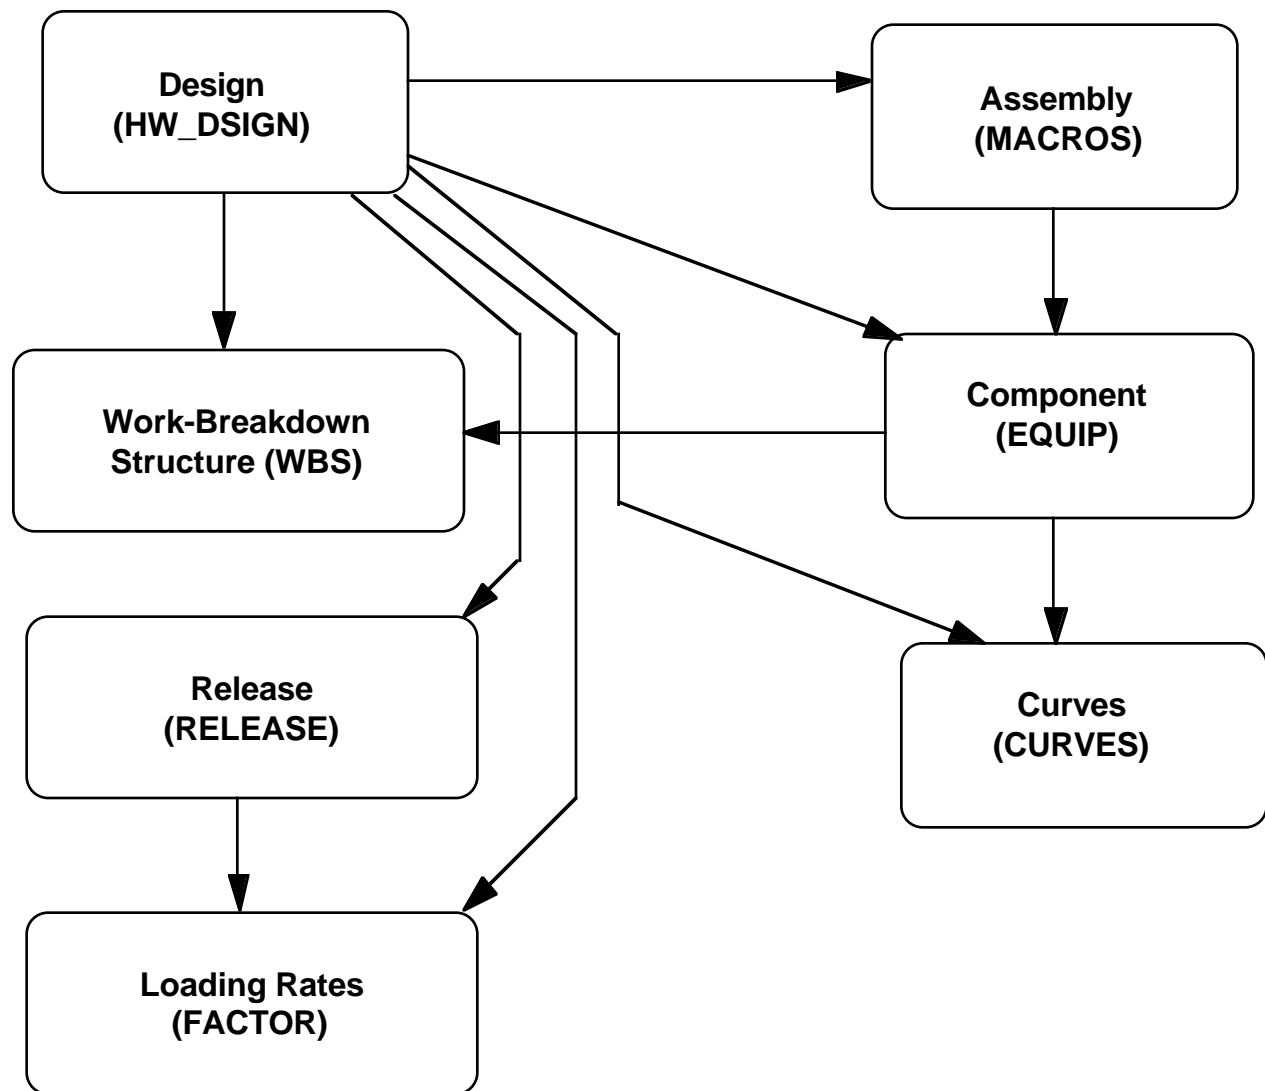 Design
(HW_DSIGN)
Assembly
(MACROS)
Work-Breakdown
Structure (WBS)
Component
(EQUIP)
Release
(RELEASE)
Curves
(CURVES)
Loading Rates
(FACTOR)